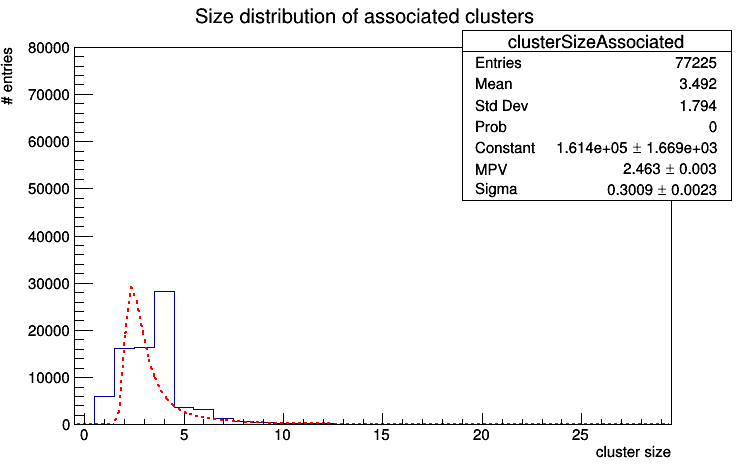 Size distribution of associated clusters
# entries
80000
70000
60000
50000
40000
30000
20000
10000
0
0 5 10 15 20 25
cluster size
clusterSizeAssociated
Entries 77225
Mean 3.492
Std Dev 1.794
Prob 0
Constant 1.614e+05 ± 1.669e+03
MPV 2.463 ± 0.003
Sigma 0.3009 ± 0.0023